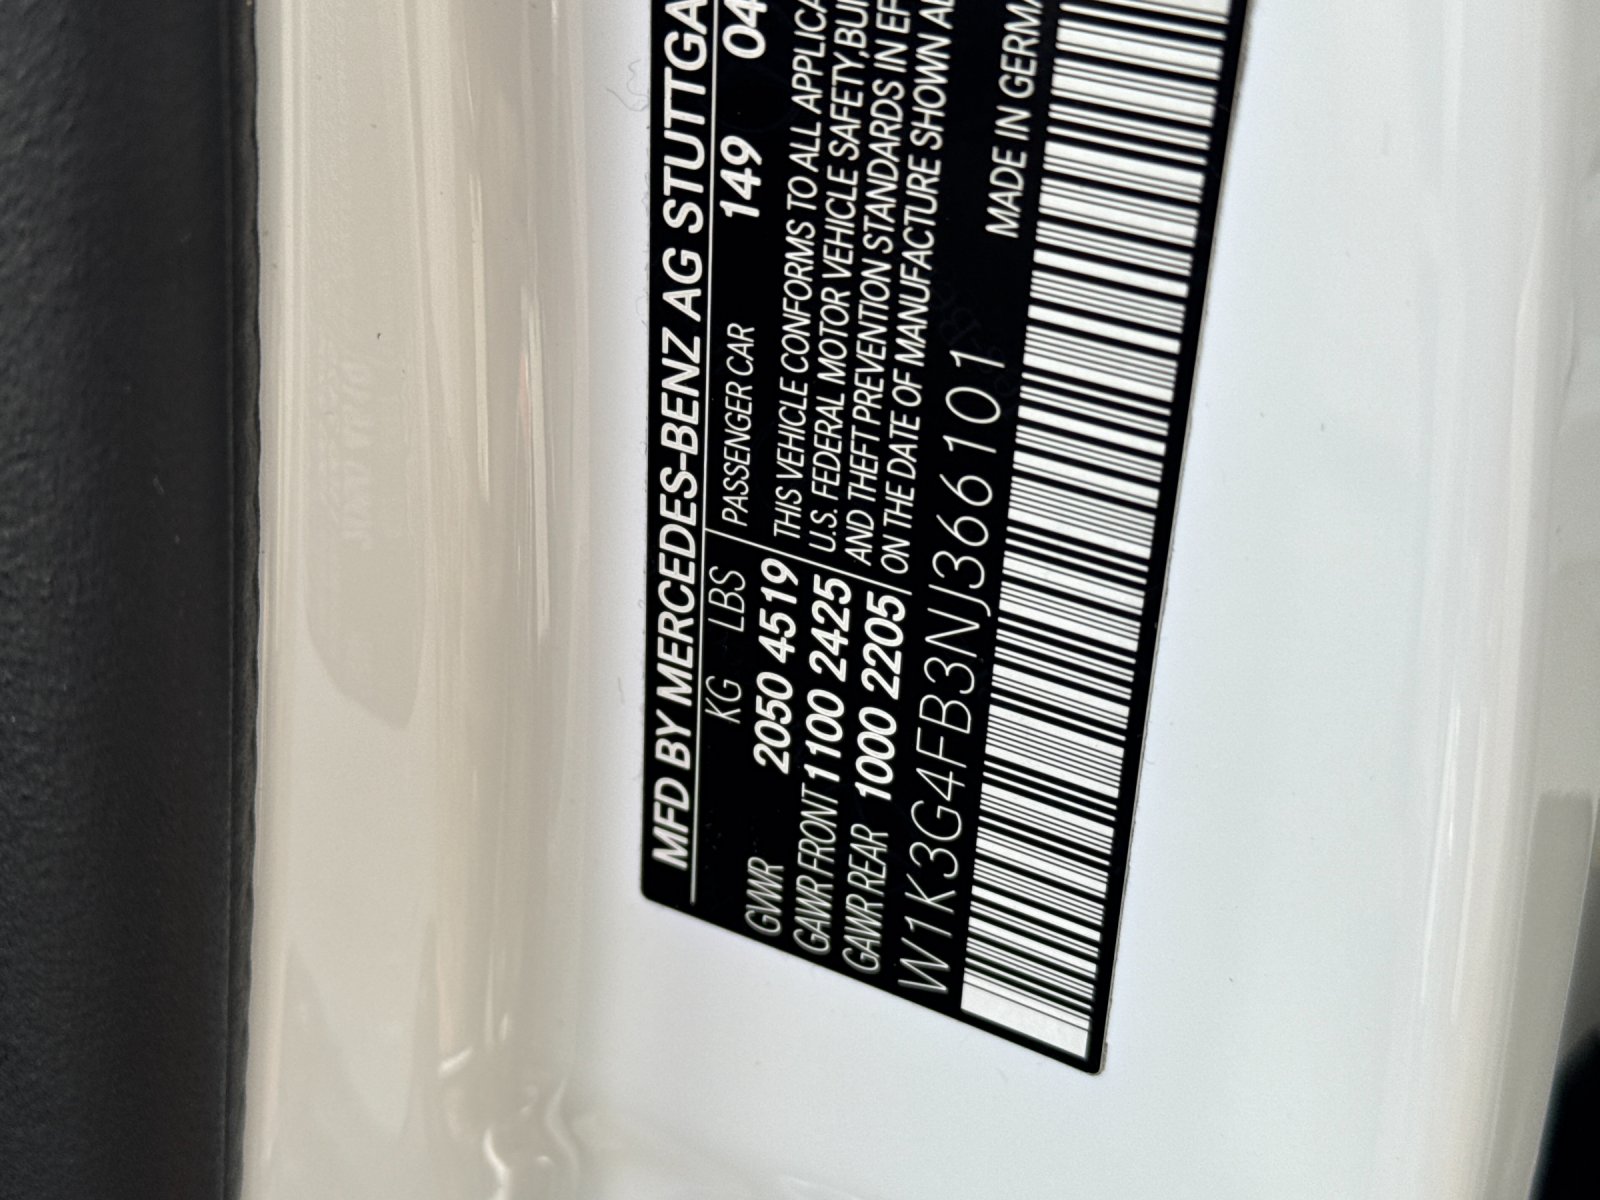 MFD BY MERCEDES-BENZ AG STUTTGA
KG LBS PASSENGER CAR 149 04
GVWR 2050 4519 THIS VEHICLE CONFORMS TO ALL APPLICA
GAWR FRONT 1100 2425 U.S. FEDERAL MOTOR VEHICLE SAFETY, BU
GAWR REAR 1000 2205 AND THEFT PREVENTION STANDARDS IN EF
ON THE DATE OF MANUFACTURE SHOWN A
W1K3G4FB3NJ366101
MADE IN GERMA